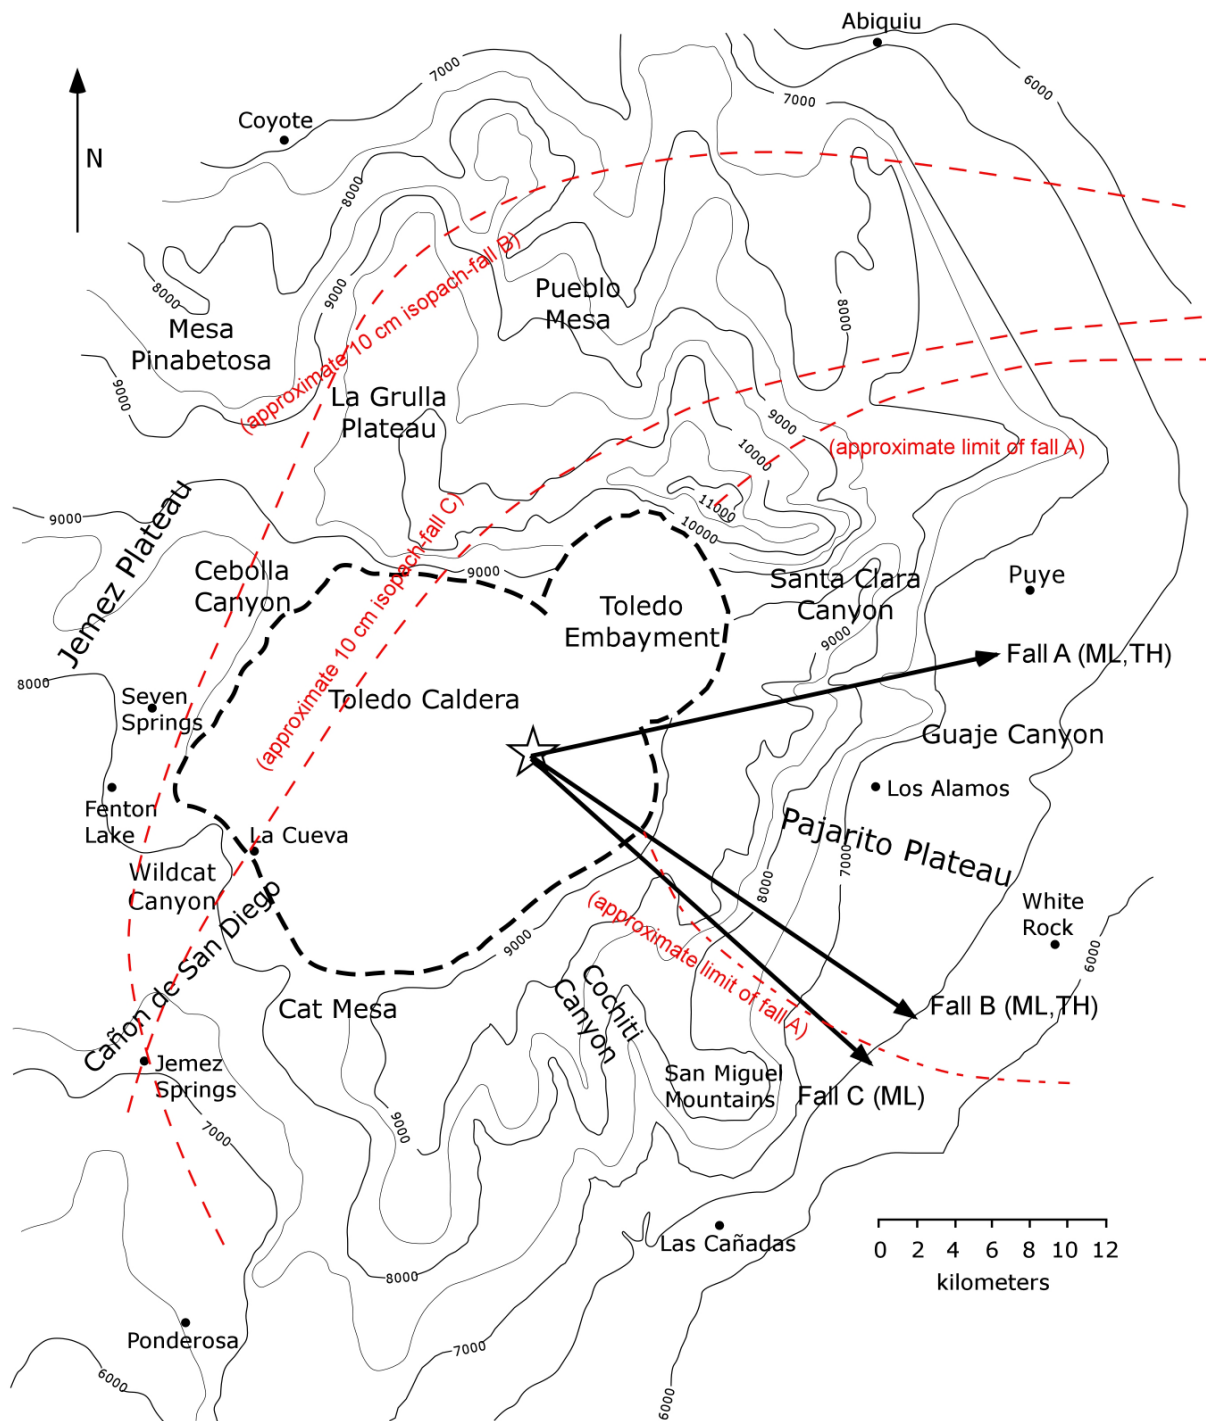 Abiquiu
7000
6000
7000
Coyote
N
8000
(approximate 10 cm isopach-fall B)
9000
8000
Pueblo
Mesa
8000
Mesa
Pinabetosa
9000
La Grulla
Plateau
9000
(approximate limit of fall A)
10000
11000
10000
9000
Jemez Plateau
(approximate 10 cm isopach-fall C)
Cebolla
Canyon
9000
Santa Clara
Canyon
Puye
Toledo
Embayment
9000
Fall A (ML,TH)
8000
Seven
Springs
Toledo Caldera
Guaje Canyon
Los Alamos
Fenton
Lake
La Cueva
Pajarito Plateau
7000
Wildcat
Canyon
8000
White
Rock
Cañon de San Diego
9000
(approximate limit of fall A)
6000
Cat Mesa
Cochiti
Canyon
Fall B (ML,TH)
Jemez
Springs
San Miguel
Mountains
Fall C (ML)
7000
9000
Las Cañadas
0 2 4 6 8 10 12
kilometers
8000
Ponderosa
7000
6000
6000